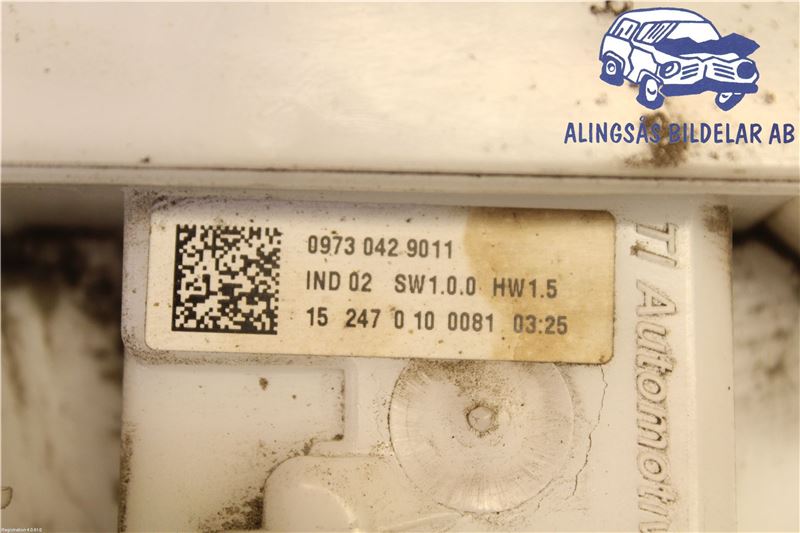 ALINGSÅS BILDELAR AB
0973 042 9011
IND 02 SW1.0.0 HW1.5
15 247 0 10 0081 03:25
TI Automotiv